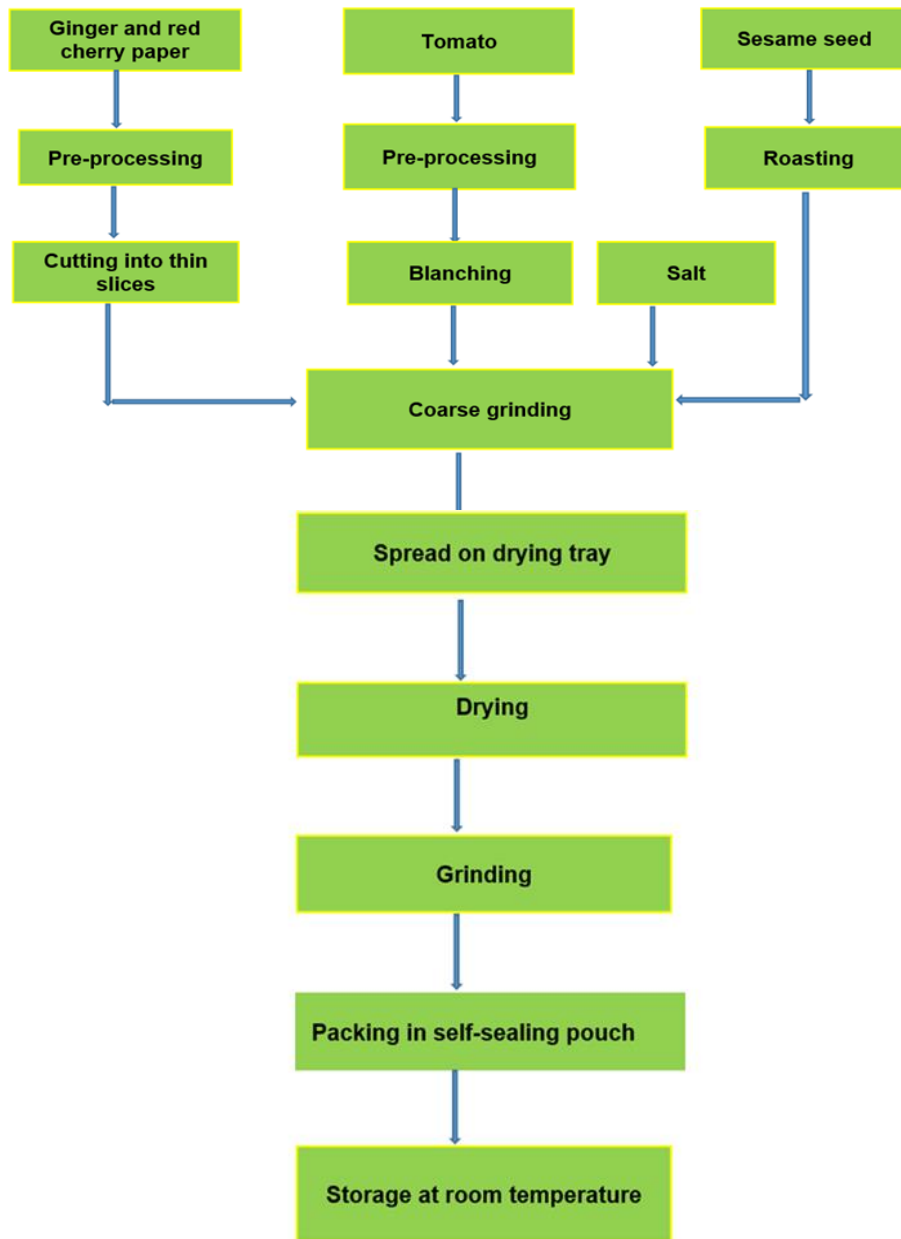 Ginger and red
cherry paper
Tomato
Sesame seed
Pre-processing
Pre-processing
Roasting
Cutting into thin
slices
Blanching
Salt
Coarse grinding
Spread on drying tray
Drying
Grinding
Packing in self-sealing pouch
Storage at room temperature